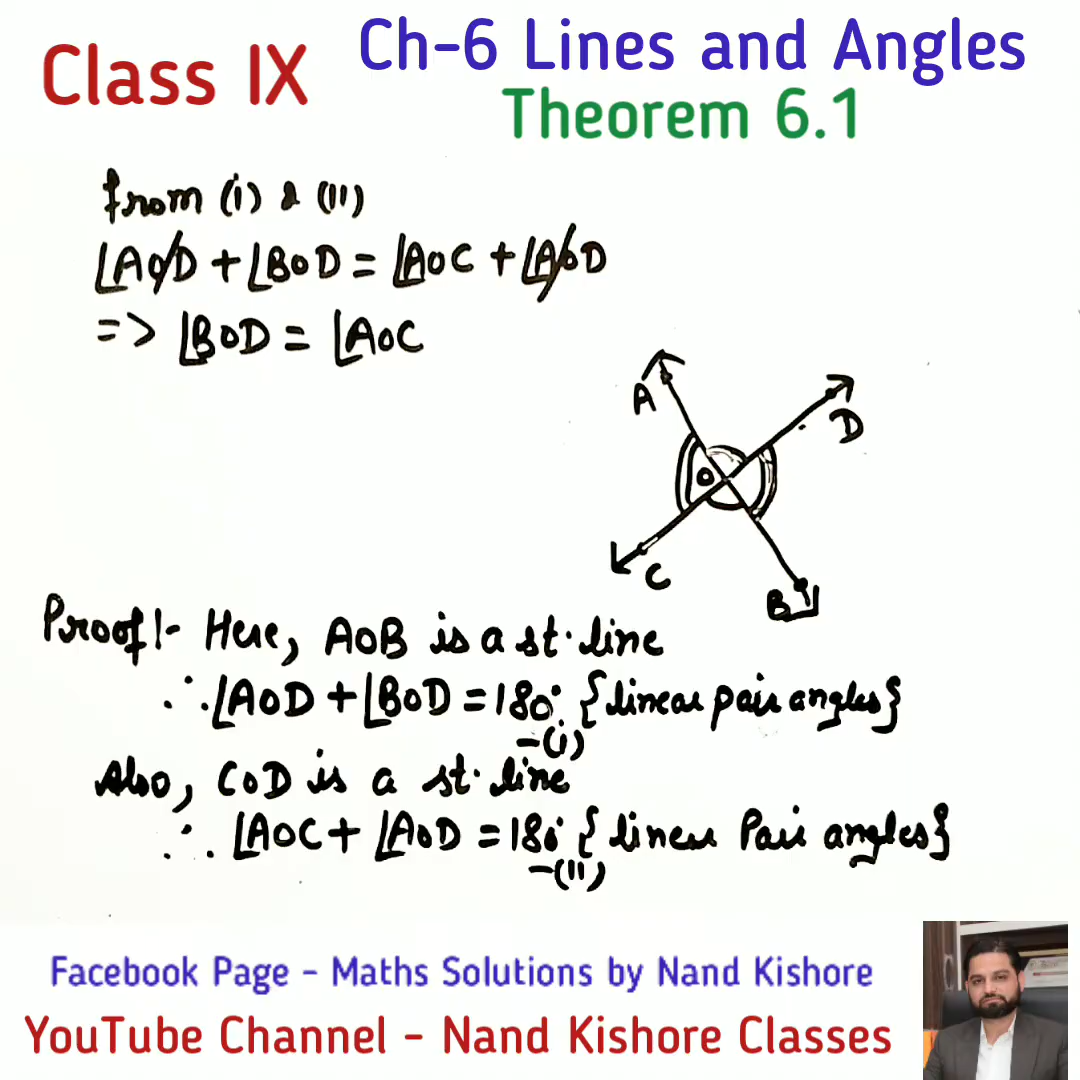 Class IX
Ch-6 Lines and Angles
Theorem 6.1
from (i) & (ii)
∠AOD + ∠BOD = ∠AOC + ∠AOD
=> ∠BOD = ∠AOC
A
D
O
C
B
Proof:- Here, AOB is a st. line
∴ ∠AOD + ∠BOD = 180° {linear pair angles}
-(i)
Also, COD is a st. line
∴ ∠AOC + ∠AOD = 180° {linear Pair angles}
-(ii)
Facebook Page - Maths Solutions by Nand Kishore
YouTube Channel - Nand Kishore Classes